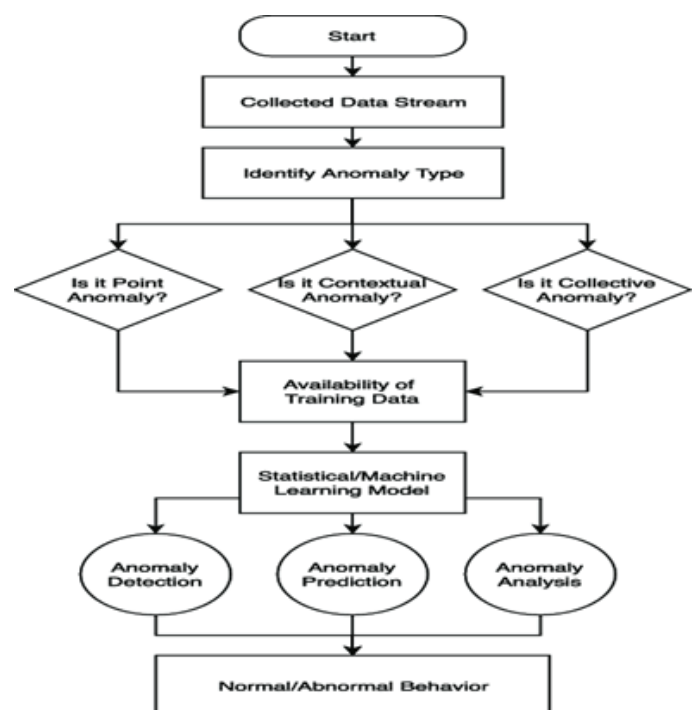 Start
Collected Data Stream
Identify Anomaly Type
Is it Point
Anomaly?
Is it Contextual
Anomaly?
Is it Collective
Anomaly?
Availability of
Training Data
Statistical/Machine
Learning Model
Anomaly
Detection
Anomaly
Prediction
Anomaly
Analysis
Normal/Abnormal Behavior